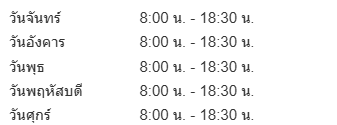 วันจันทร์ 8:00 น. - 18:30 น.
วันอังคาร 8:00 น. - 18:30 น.
วันพุธ 8:00 น. - 18:30 น.
วันพฤหัสบดี 8:00 น. - 18:30 น.
วันศุกร์ 8:00 น. - 18:30 น.